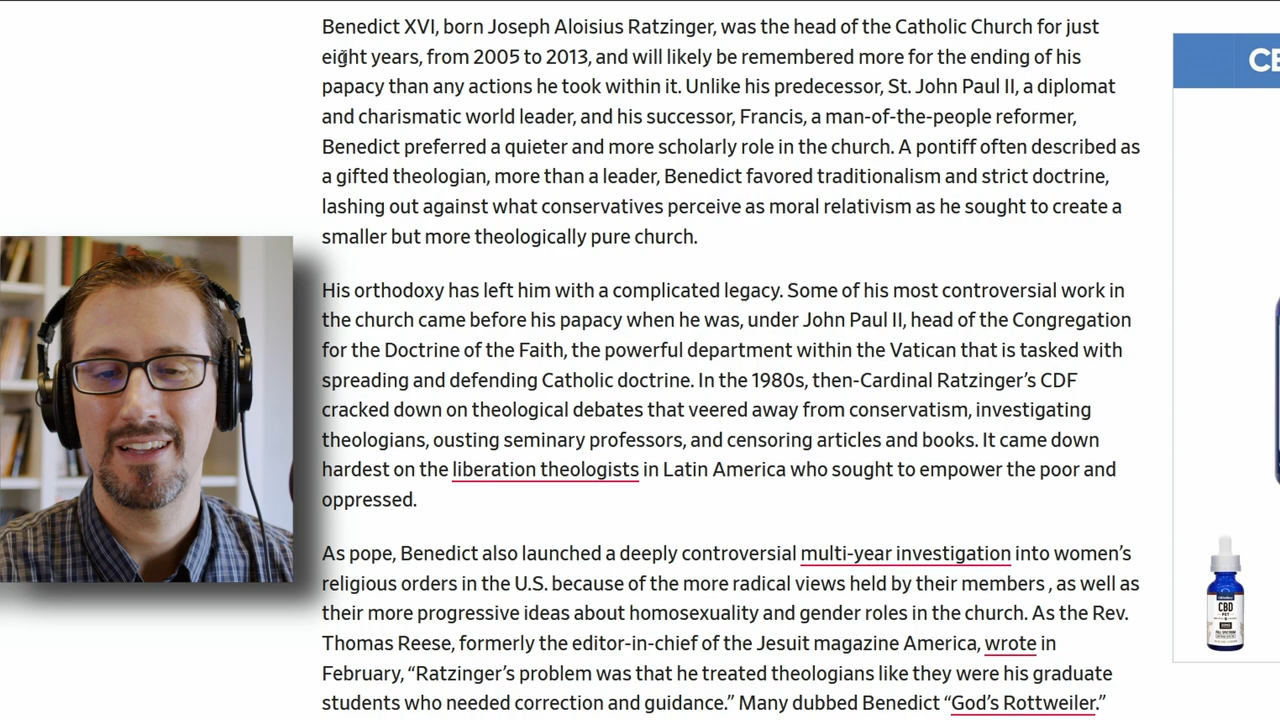 Benedict XVI, born Joseph Aloisius Ratzinger, was the head of the Catholic Church for just
eight years, from 2005 to 2013, and will likely be remembered more for the ending of his
papacy than any actions he took within it. Unlike his predecessor, St. John Paul II, a diplomat
and charismatic world leader, and his successor, Francis, a man-of-the-people reformer,
Benedict preferred a quieter and more scholarly role in the church. A pontiff often described as
a gifted theologian, more than a leader, Benedict favored traditionalism and strict doctrine,
lashing out against what conservatives perceive as moral relativism as he sought to create a
smaller but more theologically pure church.
His orthodoxy has left him with a complicated legacy. Some of his most controversial work in
the church came before his papacy when he was, under John Paul II, head of the Congregation
for the Doctrine of the Faith, the powerful department within the Vatican that is tasked with
spreading and defending Catholic doctrine. In the 1980s, then-Cardinal Ratzinger’s CDF
cracked down on theological debates that veered away from conservatism, investigating
theologians, ousting seminary professors, and censoring articles and books. It came down
hardest on the liberation theologists in Latin America who sought to empower the poor and
oppressed.
As pope, Benedict also launched a deeply controversial multi-year investigation into women’s
religious orders in the U.S. because of the more radical views held by their members , as well as
their more progressive ideas about homosexuality and gender roles in the church. As the Rev.
Thomas Reese, formerly the editor-in-chief of the Jesuit magazine America, wrote in
February, “Ratzinger’s problem was that he treated theologians like they were his graduate
students who needed correction and guidance.” Many dubbed Benedict “God’s Rottweiler.”
CB
CBD
PET